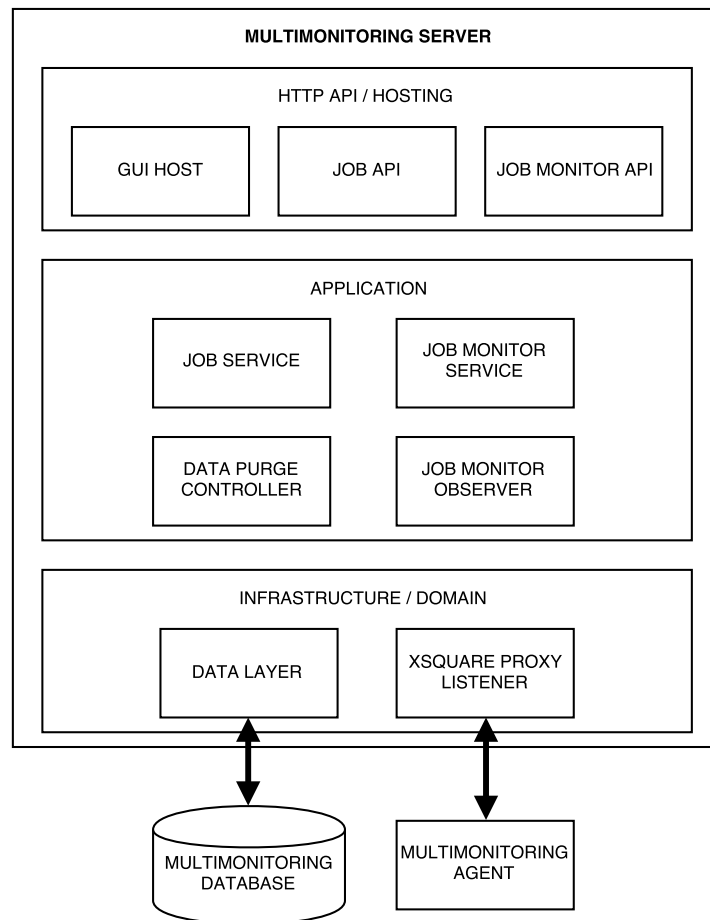 MULTIMONITORING SERVER
HTTP API / HOSTING
GUI HOST
JOB API
JOB MONITOR API
APPLICATION
JOB SERVICE
JOB MONITOR
SERVICE
DATA PURGE
CONTROLLER
JOB MONITOR
OBSERVER
INFRASTRUCTURE / DOMAIN
DATA LAYER
XSQUARE PROXY
LISTENER
MULTIMONITORING
DATABASE
MULTIMONITORING
AGENT